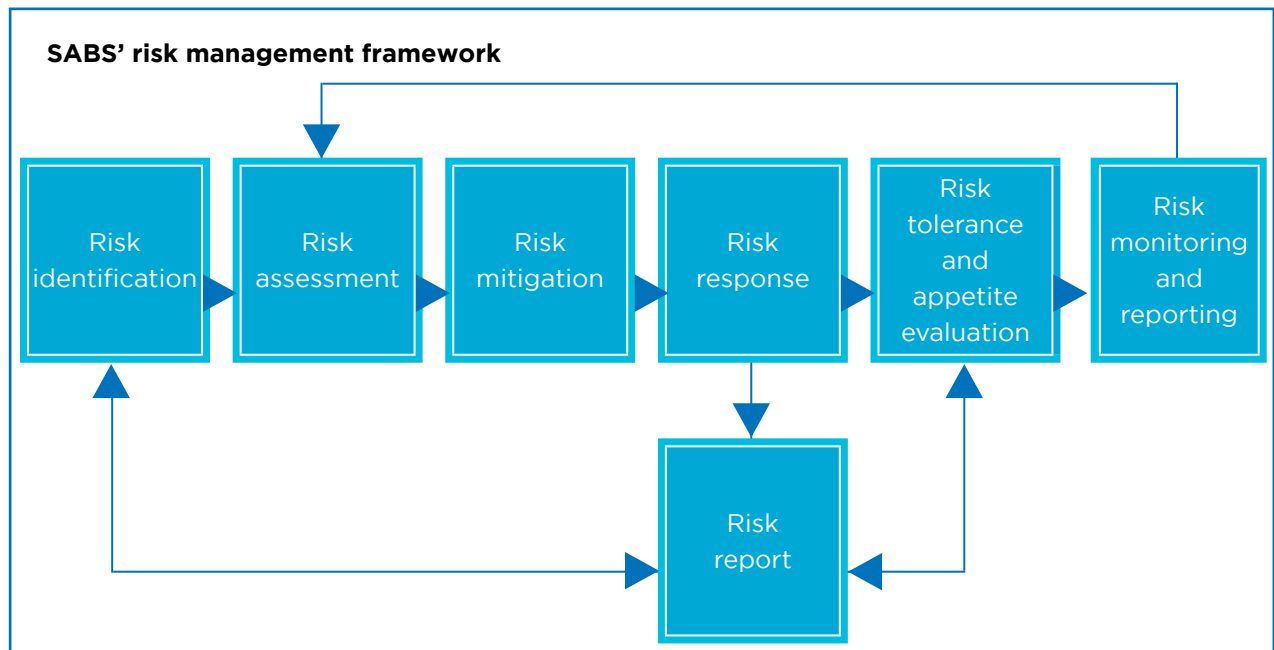 SABS’ risk management framework
Risk
identification
Risk
assessment
Risk
mitigation
Risk
response
Risk
tolerance
and
appetite
evaluation
Risk
monitoring
and
reporting
Risk
report